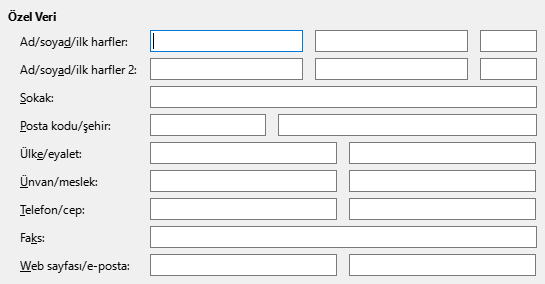 Özel Veri
Ad/soyad/ilk harfler:
Ad/soyad/ilk harfler 2:
Sokak:
Posta kodu/şehir:
Ülke/eyalet:
Ünvan/meslek:
Telefon/cep:
Faks:
Web sayfası/e-posta: